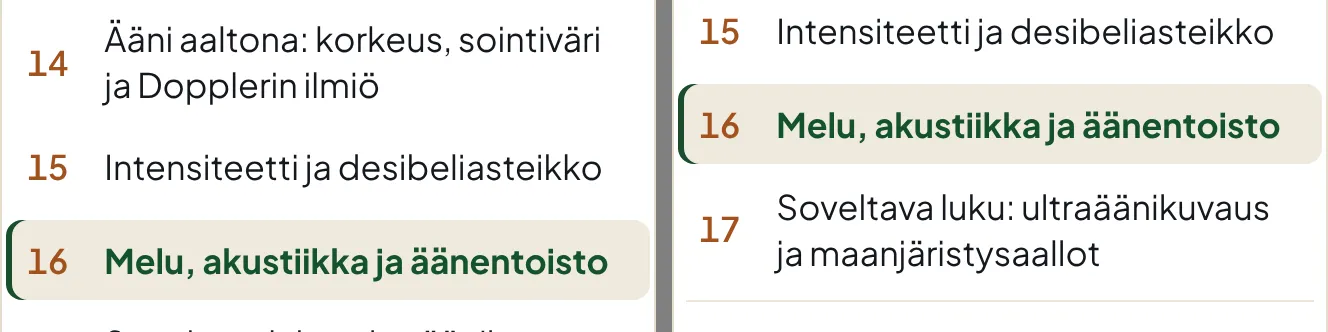 14 Ääni aaltona: korkeus, sointiväri
ja Dopplerin ilmiö
15 Intensiteetti ja desibeliasteikko
16 Melu, akustiikka ja äänentoisto
15 Intensiteetti ja desibeliasteikko
16 Melu, akustiikka ja äänentoisto
17 Soveltava luku: ultraäänikuvaus
ja maanjäristysaallot